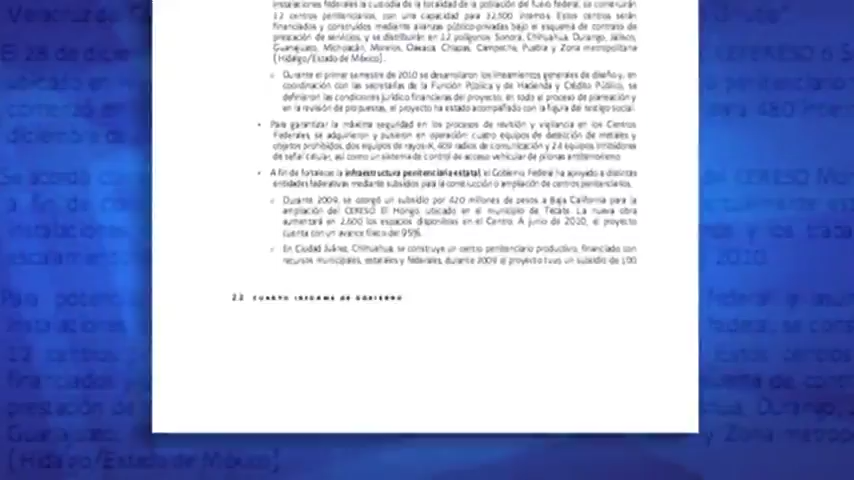 instalaciones federales la custodia de la totalidad de la población del fuero federal, se construirán
12 centros penitenciarios, con una capacidad para 32,500 internos. Estos centros serán
financiados y construidos mediante alianzas público-privadas bajo el esquema de contrato de
prestación de servicios, y se distribuirán en 12 polígonos: Sonora, Chihuahua, Durango, Jalisco,
Guanajuato, Michoacán, Morelos, Oaxaca, Chiapas, Campeche, Puebla y Zona metropolitana
(Hidalgo/Estado de México).
Durante el primer semestre de 2010 se desarrollaron los lineamientos generales de diseño y, en
coordinación con las secretarías de la Función Pública y de Hacienda y Crédito Público, se
definieron las condiciones jurídico financieras del proyecto, en todo el proceso de planeación y
en la revisión de propuestas, el proyecto ha estado acompañado con la figura del testigo social.
• Para garantizar la máxima seguridad en los procesos de revisión y vigilancia en los Centros
Federales, se adquirieron y pusieron en operación: cuatro equipos de detección de metales y
objetos prohibidos, dos equipos de rayos-X, 409 radios de comunicación y 24 equipos inhibidores
de señal celular, así como un sistema de control de acceso vehicular de pilonas antiterrorismo.
• A fin de fortalecer la infraestructura penitenciaria estatal, el Gobierno Federal ha apoyado a distintas
entidades federativas mediante subsidios para la construcción o ampliación de centros penitenciarios.
Durante 2009, se otorgó un subsidio por 420 millones de pesos a Baja California para la
ampliación del CERESO El Hongo, ubicado en el municipio de Tecate. La nueva obra
aumentará en 2,600 los espacios disponibles en el Centro. A junio de 2010, el proyecto
cuenta con un avance físico del 95%.
En Ciudad Juárez, Chihuahua, se construye un centro penitenciario productivo, financiado con
recursos municipales, estatales y federales, durante 2009 el proyecto tuvo un subsidio de 100
22 CUARTO INFORME DE GOBIERNO